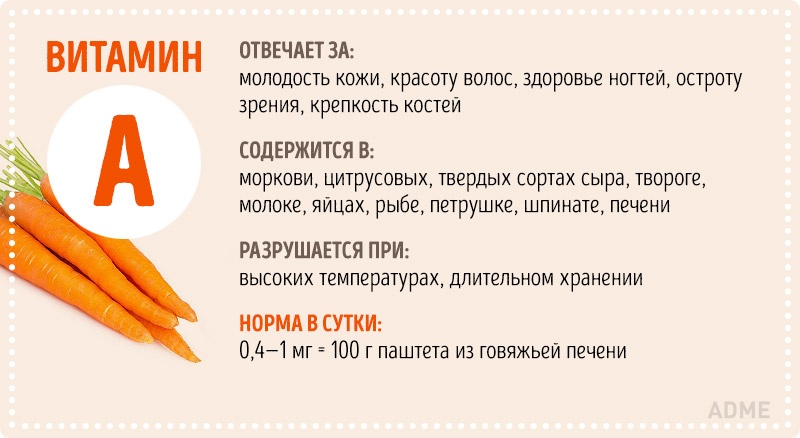 ВИТАМИН
А
ОТВЕЧАЕТ ЗА:
молодость кожи, красоту волос, здоровье ногтей, остроту
зрения, крепкость костей
СОДЕРЖИТСЯ В:
моркови, цитрусовых, твердых сортах сыра, твороге,
молоке, яйцах, рыбе, петрушке, шпинате, печени
РАЗРУШАЕТСЯ ПРИ:
высоких температурах, длительном хранении
НОРМА В СУТКИ:
0,4–1 мг = 100 г паштета из говяжьей печени
ADME